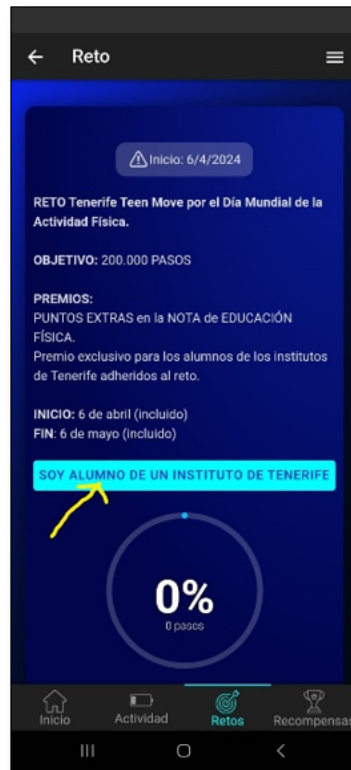 Reto
Inicio: 6/4/2024
RETO Tenerife Teen Move por el Día Mundial de la
Actividad Física.
OBJETIVO: 200.000 PASOS
PREMIOS:
PUNTOS EXTRAS en la NOTA de EDUCACIÓN
FÍSICA.
Premio exclusivo para los alumnos de los institutos
de Tenerife adheridos al reto.
INICIO: 6 de abril (incluido)
FIN: 6 de mayo (incluido)
SOY ALUMNO DE UN INSTITUTO DE TENERIFE
0%
0 pasos
Inicio Actividad Retos Recompensas